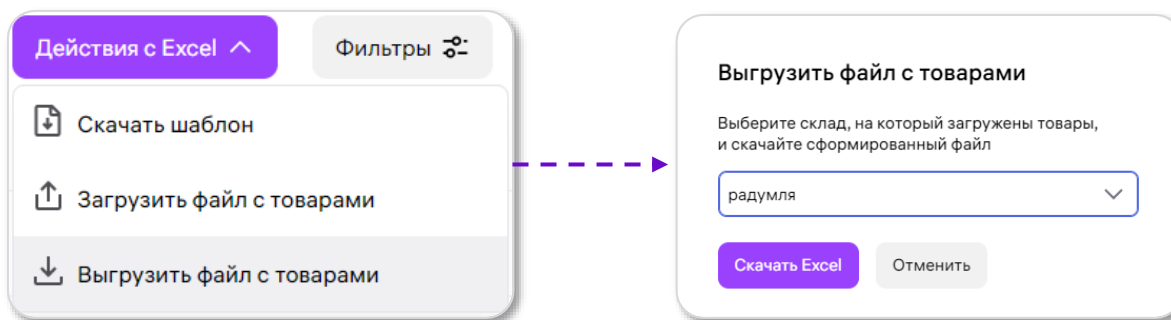 Действия с Excel
Фильтры
Скачать шаблон
Загрузить файл с товарами
Выгрузить файл с товарами
Выгрузить файл с товарами
Выберите склад, на который загружены товары,
и скачайте сформированный файл
радумля
Скачать Excel
Отменить